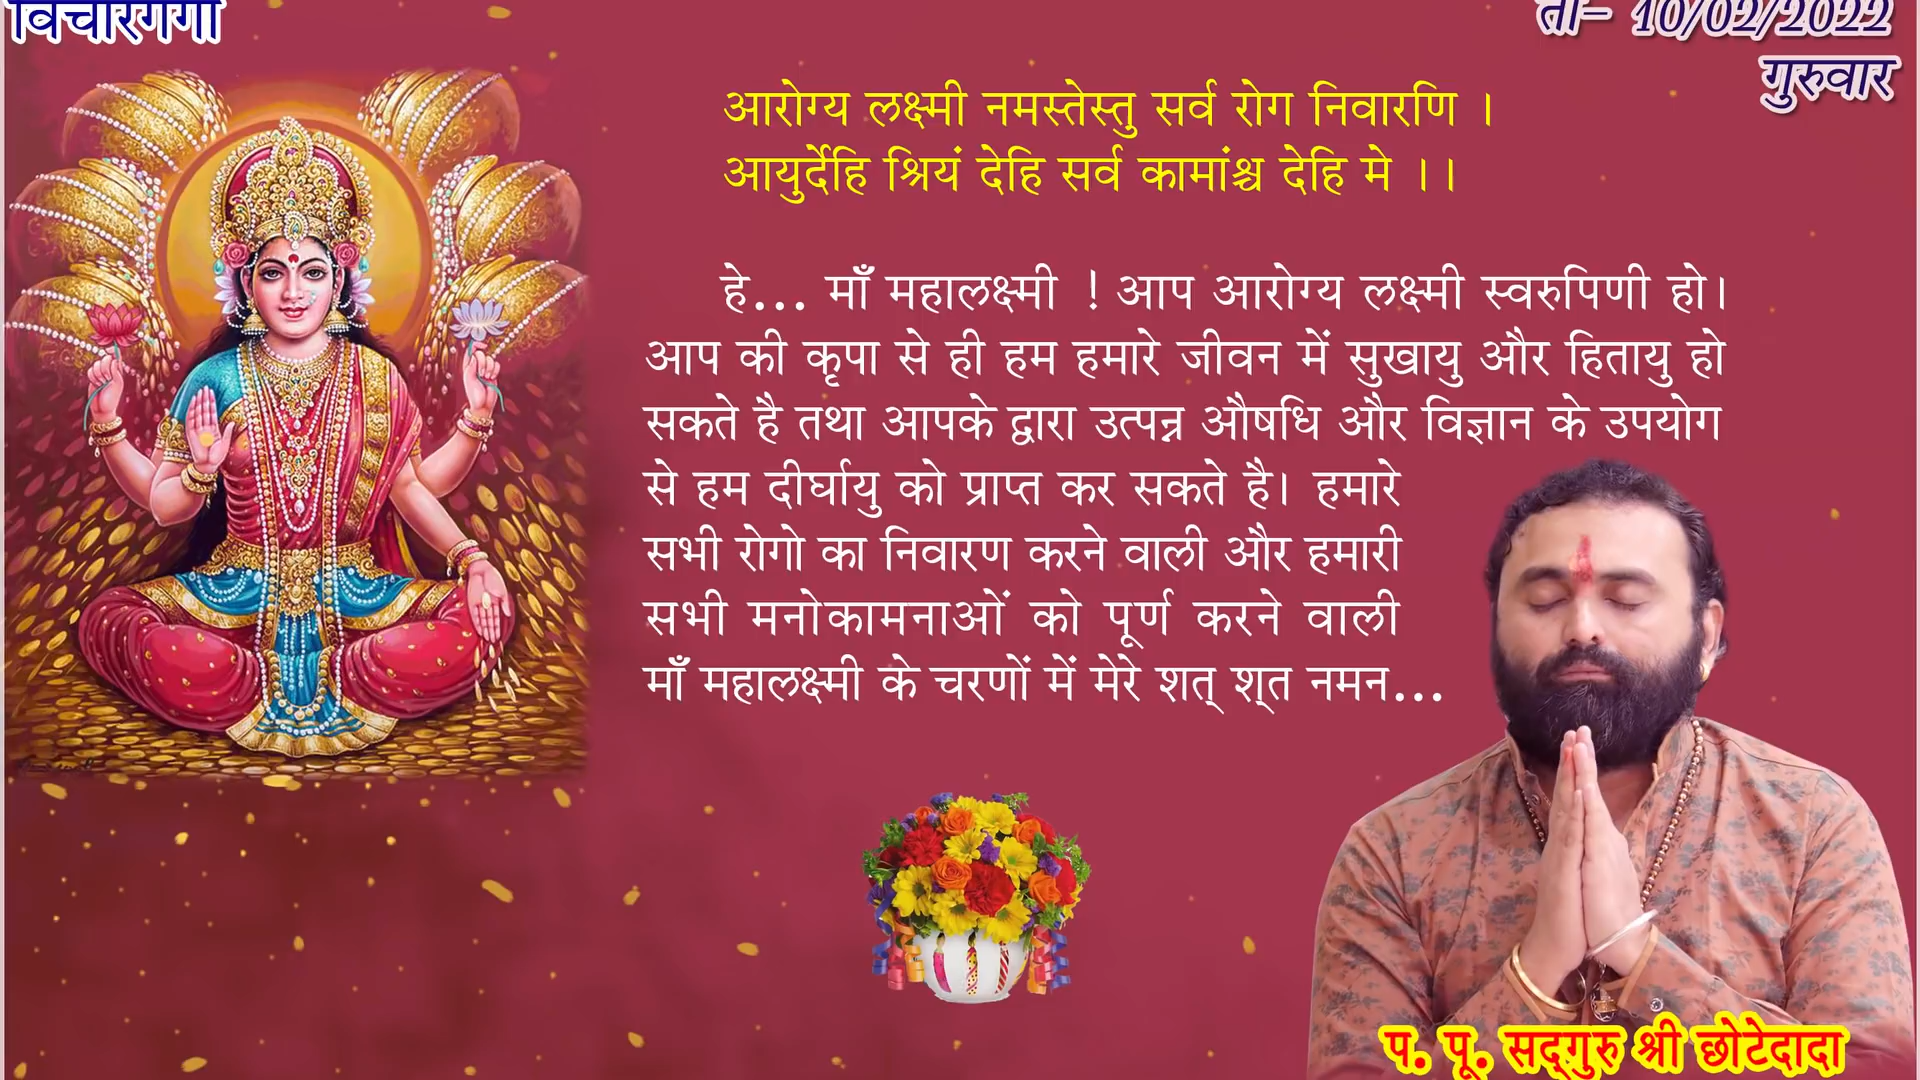 विचारगंगा
ता– 10/02/2022
गुरुवार
आरोग्य लक्ष्मी नमस्तेस्तु सर्व रोग निवारणि ।
आयुर्देहि श्रियं देहि सर्व कामांश्च देहि मे ।।
हे... माँ महालक्ष्मी ! आप आरोग्य लक्ष्मी स्वरुपिणी हो।
आप की कृपा से ही हम हमारे जीवन में सुखायु और हितायु हो
सकते है तथा आपके द्वारा उत्पन्न औषधि और विज्ञान के उपयोग
से हम दीर्घायु को प्राप्त कर सकते है। हमारे
सभी रोगो का निवारण करने वाली और हमारी
सभी मनोकामनाओं को पूर्ण करने वाली
माँ महालक्ष्मी के चरणों में मेरे शत् श्त नमन...
प. पू. सद्‌गुरु श्री छोटेदादा